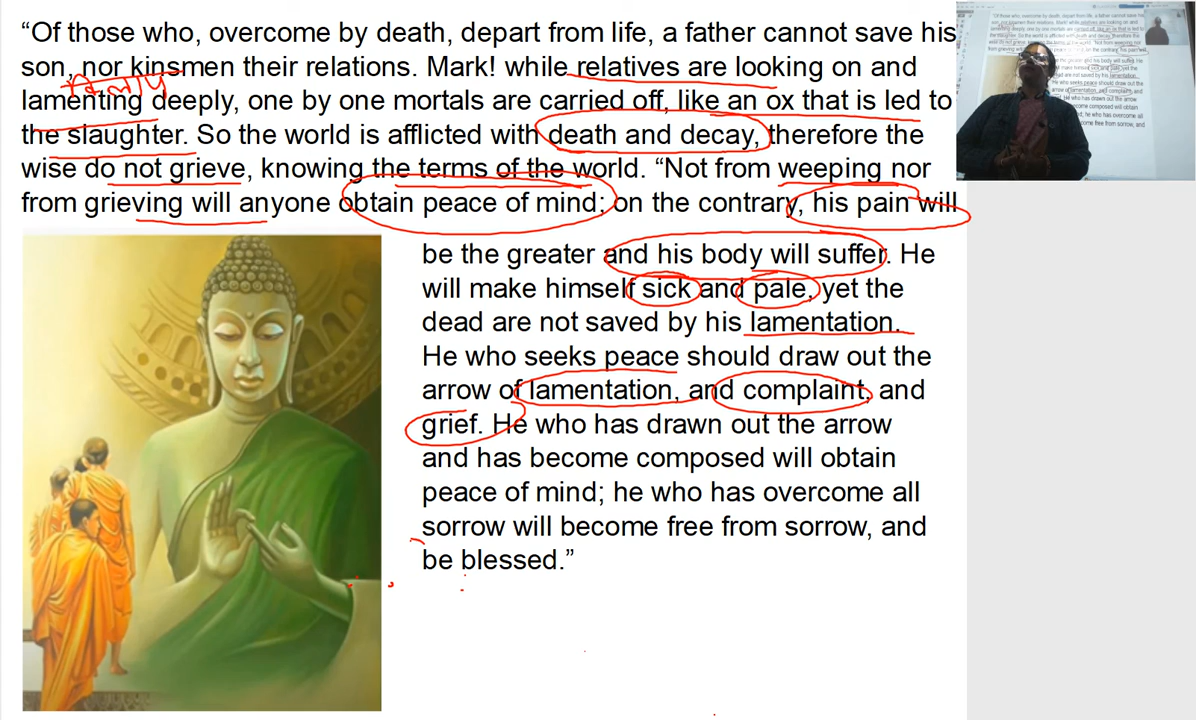 “Of those who, overcome by death, depart from life, a father cannot save his
son, nor kinsmen their relations. Mark! while relatives are looking on and
lamenting deeply, one by one mortals are carried off, like an ox that is led to
the slaughter. So the world is afflicted with death and decay, therefore the
wise do not grieve, knowing the terms of the world. “Not from weeping nor
from grieving will anyone obtain peace of mind; on the contrary, his pain will
be the greater and his body will suffer. He
will make himself sick and pale, yet the
dead are not saved by his lamentation.
He who seeks peace should draw out the
arrow of lamentation, and complaint, and
grief. He who has drawn out the arrow
and has become composed will obtain
peace of mind; he who has overcome all
sorrow will become free from sorrow, and
be blessed.”